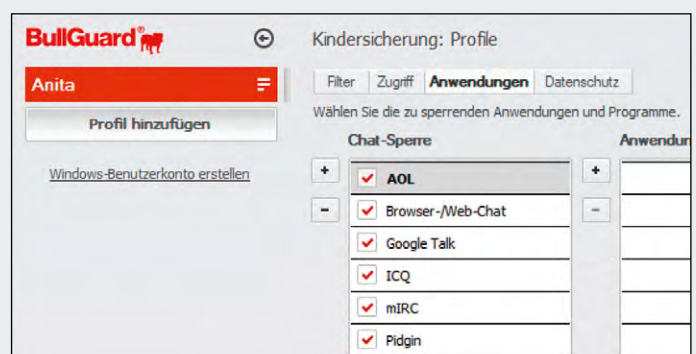 BullGuard®
Kindersicherung: Profile
Anita
Profil hinzufügen
Windows-Benutzerkonto erstellen
Filter Zugriff Anwendungen Datenschutz
Wählen Sie die zu sperrenden Anwendungen und Programme.
Chat-Sperre Anwendun
+ +
AOL
- -
Browser-/Web-Chat
Google Talk
ICQ
mIRC
Pidgin